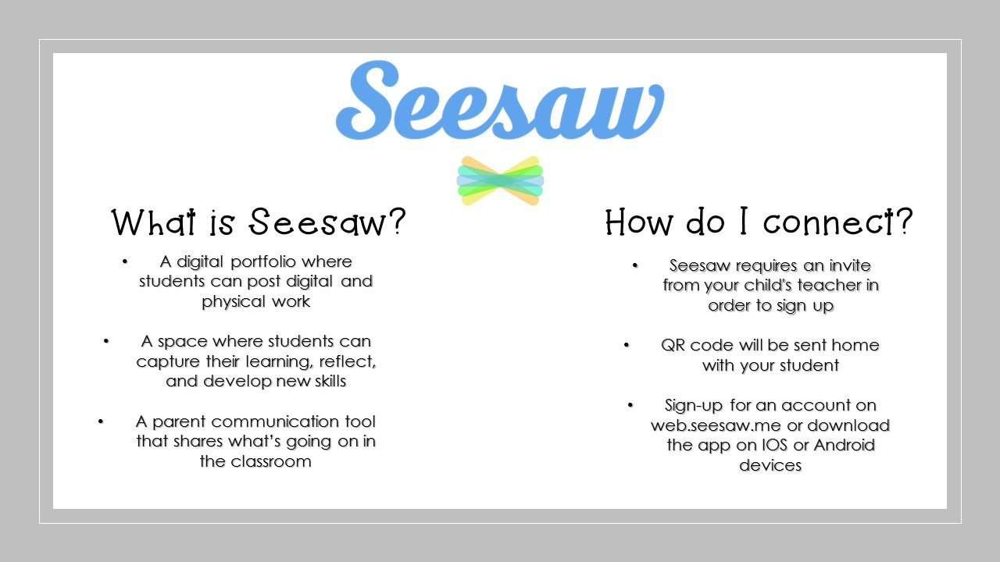 Seesaw
What is Seesaw?
• A digital portfolio where
students can post digital and
physical work
• A space where students can
capture their learning, reflect,
and develop new skills
• A parent communication tool
that shares what’s going on in
the classroom
How do I connect?
• Seesaw requires an invite
from your child's teacher in
order to sign up
• QR code will be sent home
with your student
• Sign-up for an account on
web.seesaw.me or download
the app on IOS or Android
devices